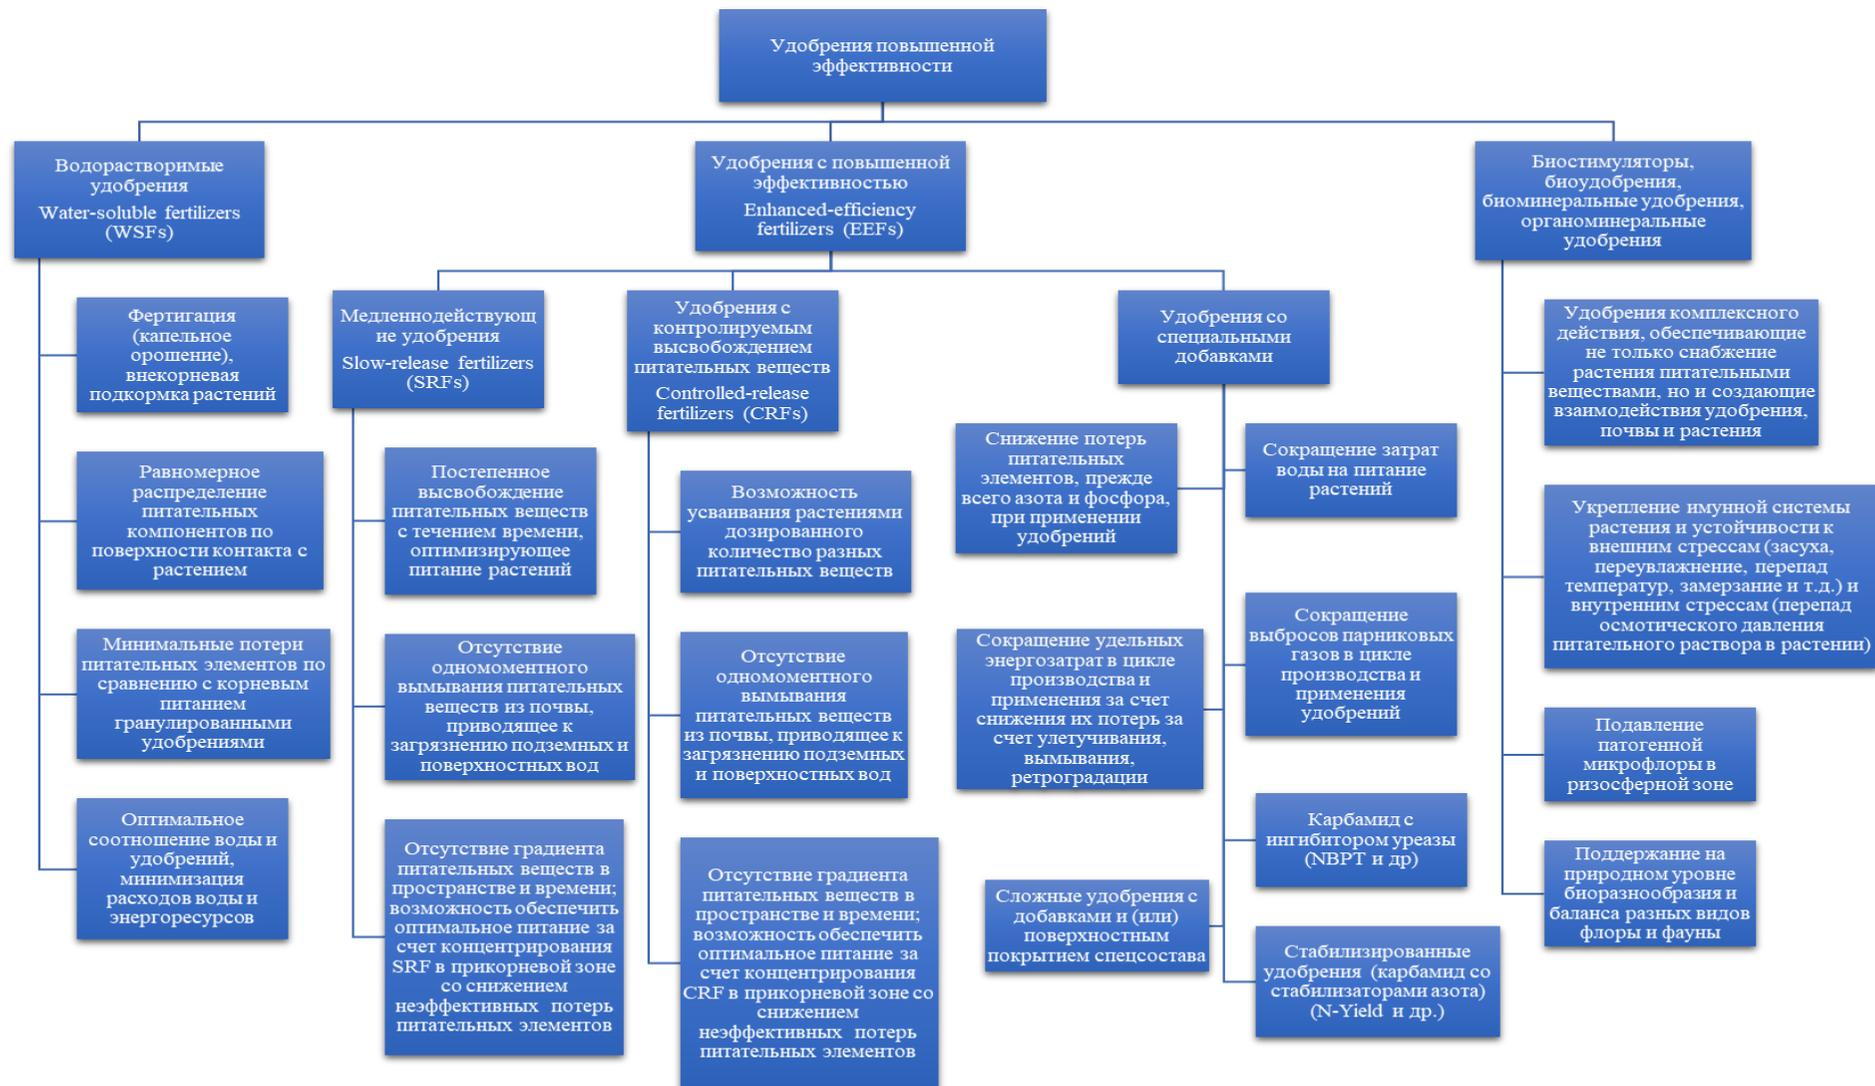 Удобрения повышенной
эффективности
Водорастворимые
удобрения
Water-soluble fertilizers
(WSFs)
Фертигация
(капельное
орошение),
внекорневая
подкормка растений
Равномерное
распределение
питательных
компонентов по
поверхности контакта с
растением
Минимальные потери
питательных элементов по
сравнению с корневым
питанием
гранулированными
удобрениями
Оптимальное
соотношение воды и
удобрений,
минимизация
расходов воды и
энергоресурсов
Удобрения с повышенной
эффективностью
Enhanced-efficiency
fertilizers (EEFs)
Медленнодействующ
ие удобрения
Slow-release fertilizers
(SRFs)
Постепенное
высвобождение
питательных веществ
с течением времени,
оптимизирующее
питание растений
Отсутствие
одномоментного
вымывания питательных
веществ из почвы,
приводящее к
загрязнению подземных и
поверхностных вод
Отсутствие градиента
питательных веществ в
пространстве и времени;
возможность обеспечить
оптимальное питание за
счет концентрирования
SRF в прикорневой зоне
со снижением
неэффективных потерь
питательных элементов
Удобрения с
контролируемым
высвобождением
питательных веществ
Controlled-release
fertilizers (CRFs)
Возможность
усваивания растениями
дозированного
количество разных
питательных веществ
Отсутствие
одномоментного
вымывания
питательных веществ
из почвы, приводящее к
загрязнению подземных
и поверхностных вод
Отсутствие градиента
питательных веществ в
пространстве и времени;
возможность обеспечить
оптимальное питание за
счет концентрирования
CRF в прикорневой зоне со
снижением
неэффективных потерь
питательных элементов
Удобрения со
специальными
добавками
Снижение потерь
питательных
элементов, прежде
всего азота и фосфора,
при применении
удобрений
Сокращение затрат
воды на питание
растений
Сокращение удельных
энергозатрат в цикле
производства и
применения за счет
снижения их потерь за
счет улетучивания,
вымывания,
ретроградации
Сокращение
выбросов парниковых
газов в цикле
производства и
применения
удобрений
Сложные удобрения с
добавками и (или)
поверхностным
покрытием спецсостава
Карбамид с
ингибитором уреазы
(NBPT и др)
Стабилизированные
удобрения (карбамид со
стабилизаторами азота)
(N-Yield и др.)
Биостимуляторы,
биоудобрения,
биоминеральные удобрения,
органоминеральные
удобрения
Удобрения комплексного
действия, обеспечивающие
не только снабжение
растения питательными
веществами, но и создающие
взаимодействия удобрения,
почвы и растения
Укрепление имунной системы
растения и устойчивости к
внешним стрессам (засуха,
переувлажнение, перепад
температур, замерзание и т.д.) и
внутренним стрессам (перепад
осмотического давления
питательного раствора в растении)
Подавление
патогенной
микрофлоры в
ризосферной зоне
Поддержание на
природном уровне
биоразнообразия и
баланса разных видов
флоры и фауны